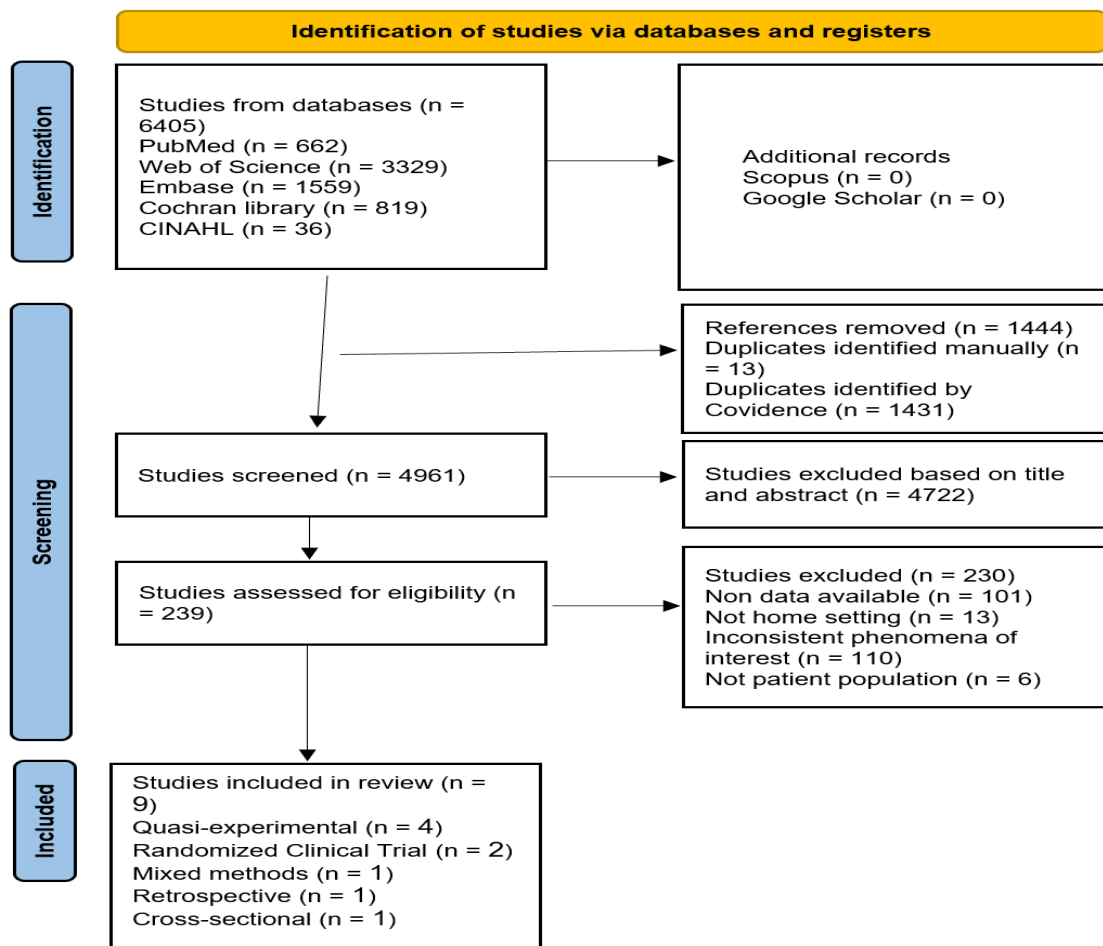 Identification of studies via databases and registers
Identification
Studies from databases (n =
6405)
PubMed (n = 662)
Web of Science (n = 3329)
Embase (n = 1559)
Cochran library (n = 819)
CINAHL (n = 36)
Additional records
Scopus (n = 0)
Google Scholar (n = 0)
Screening
References removed (n = 1444)
Duplicates identified manually (n
= 13)
Duplicates identified by
Covidence (n = 1431)
Studies screened (n = 4961)
Studies excluded based on title
and abstract (n = 4722)
Studies assessed for eligibility (n
= 239)
Studies excluded (n = 230)
Non data available (n = 101)
Not home setting (n = 13)
Inconsistent phenomena of
interest (n = 110)
Not patient population (n = 6)
Included
Studies included in review (n =
9)
Quasi-experimental (n = 4)
Randomized Clinical Trial (n = 2)
Mixed methods (n = 1)
Retrospective (n = 1)
Cross-sectional (n = 1)